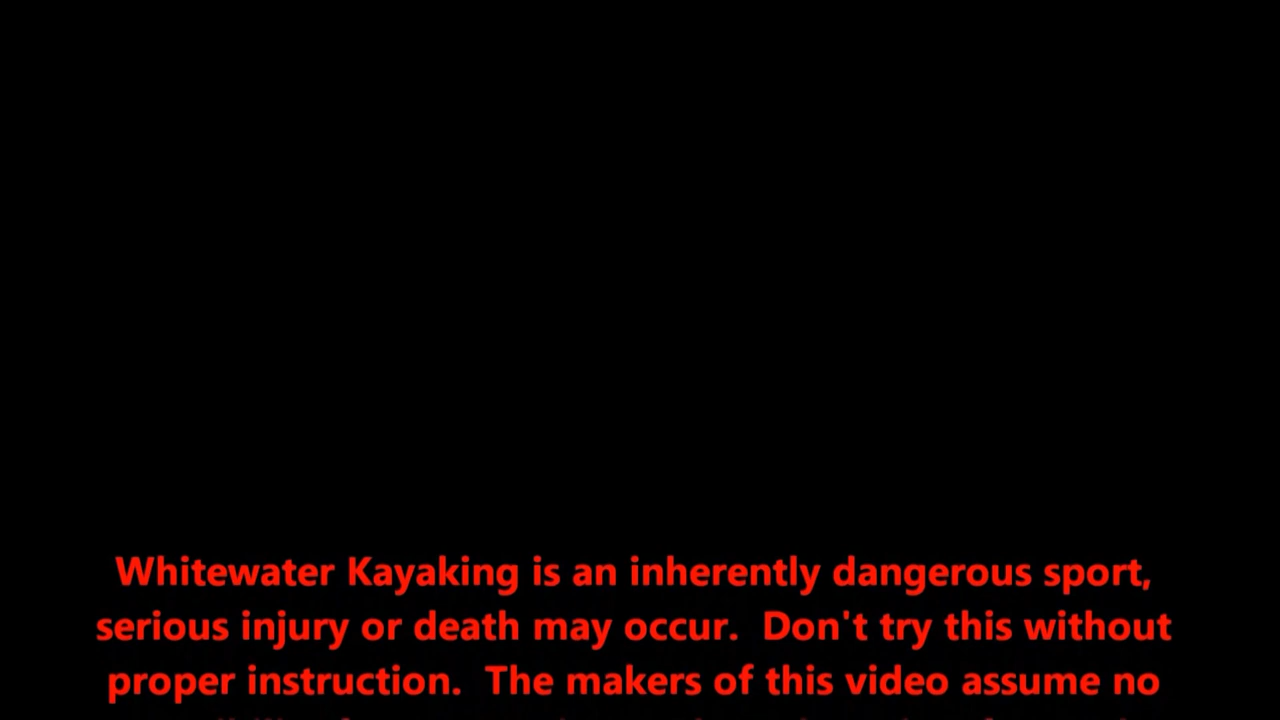 Whitewater Kayaking is an inherently dangerous sport,
serious injury or death may occur.  Don't try this without
proper instruction.  The makers of this video assume no